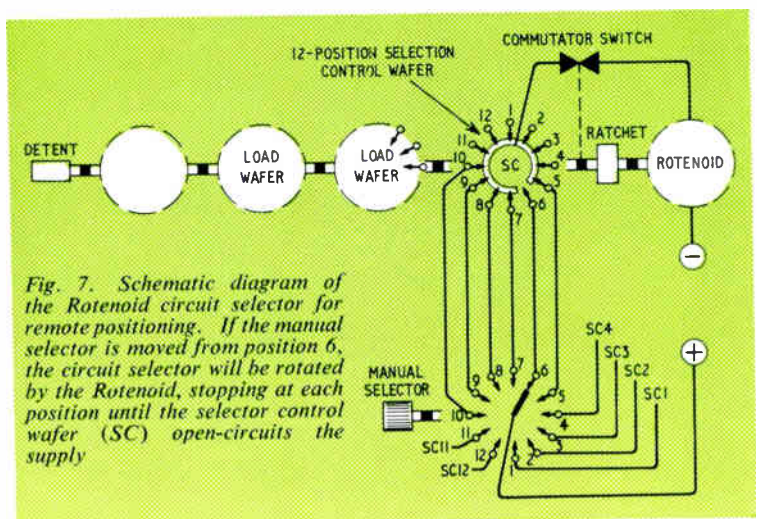 12-POSITION SELECTION
CONTROL WAFER
COMMUTATOR SWITCH
12
1
2
11
3
DETENT
LOAD
WAFER
LOAD
WAFER
10
SC
4
RATCHET
ROTENOID
9
5
8
7
6
−
Fig. 7. Schematic diagram of
the Rotenoid circuit selector for
remote positioning. If the manual
selector is moved from position 6,
the circuit selector will be rotated
by the Rotenoid, stopping at each
position until the selector control
wafer (SC) open-circuits the
supply
MANUAL
SELECTOR
SC4
SC3
SC2
SC1
+
8
7
6
9
5
10
4
11
3
SC11
12
2
SC12
1